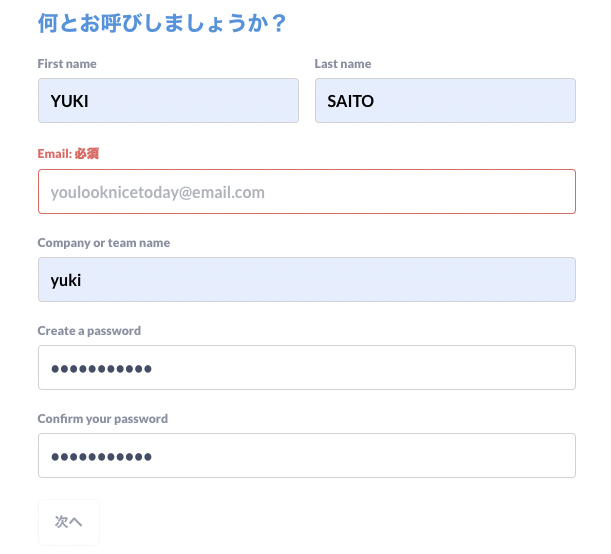 何とお呼びしましょうか？
First name Last name
YUKI SAITO
Email: 必須
youlooknicetoday@email.com
Company or team name
yuki
Create a password
●●●●●●●●●●●
Confirm your password
●●●●●●●●●●●
次へ